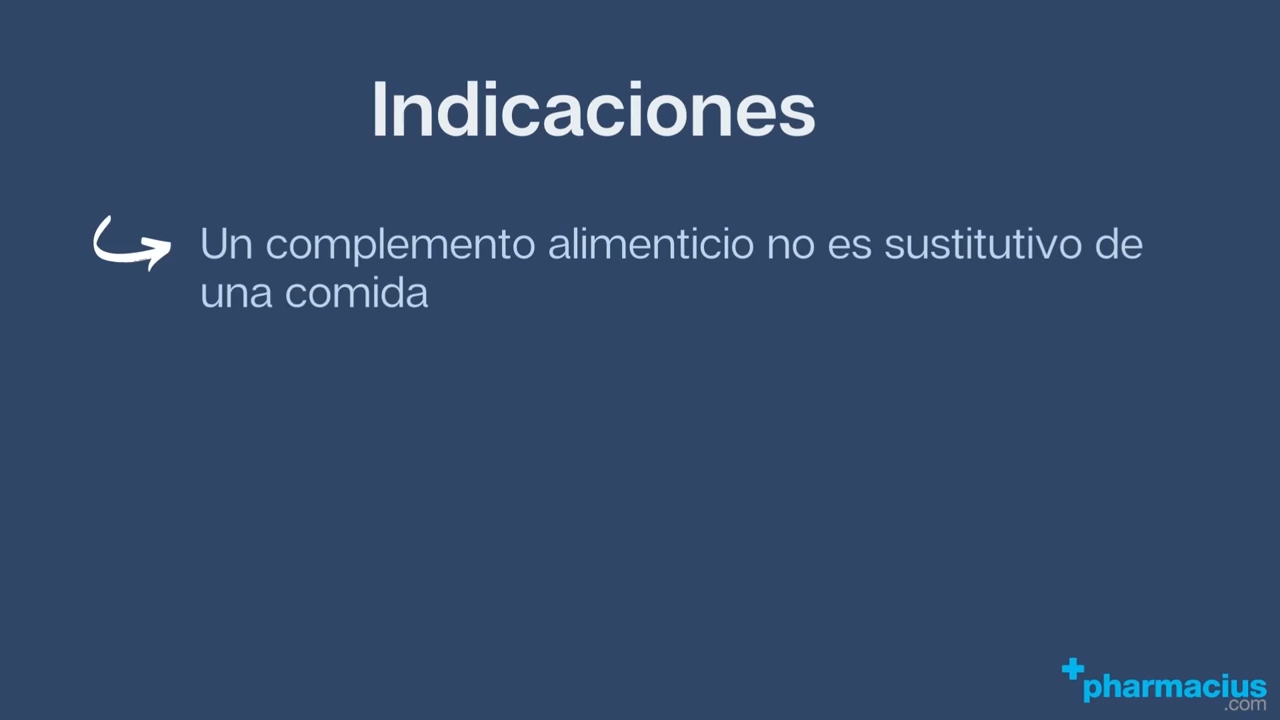 Indicaciones
Un complemento alimenticio no es sustitutivo de
una comida
pharmacius
.com